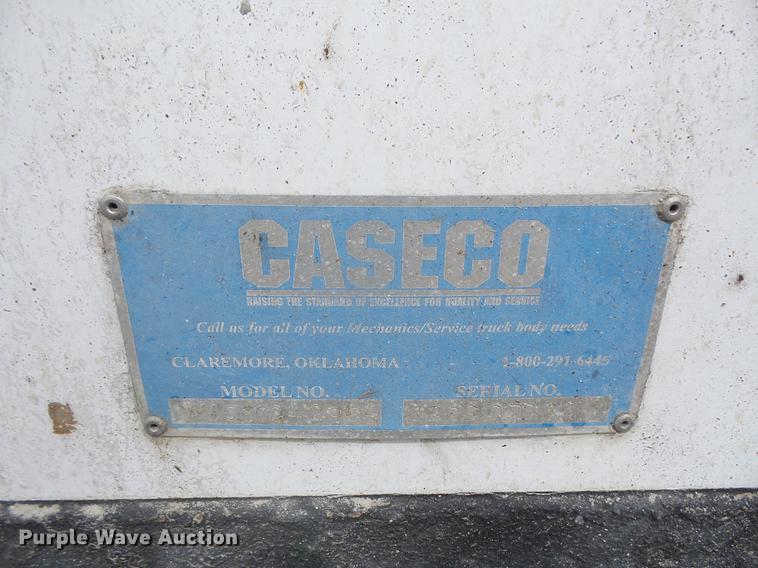 CASECO
RAISING THE STANDARD OF EXCELLENCE FOR QUALITY AND SERVICE
Call us for all of your Mechanics/Service truck body needs
CLAREMORE, OKLAHOMA 1-800-291-6445
MODEL NO. SERIAL NO.
Purple Wave Auction